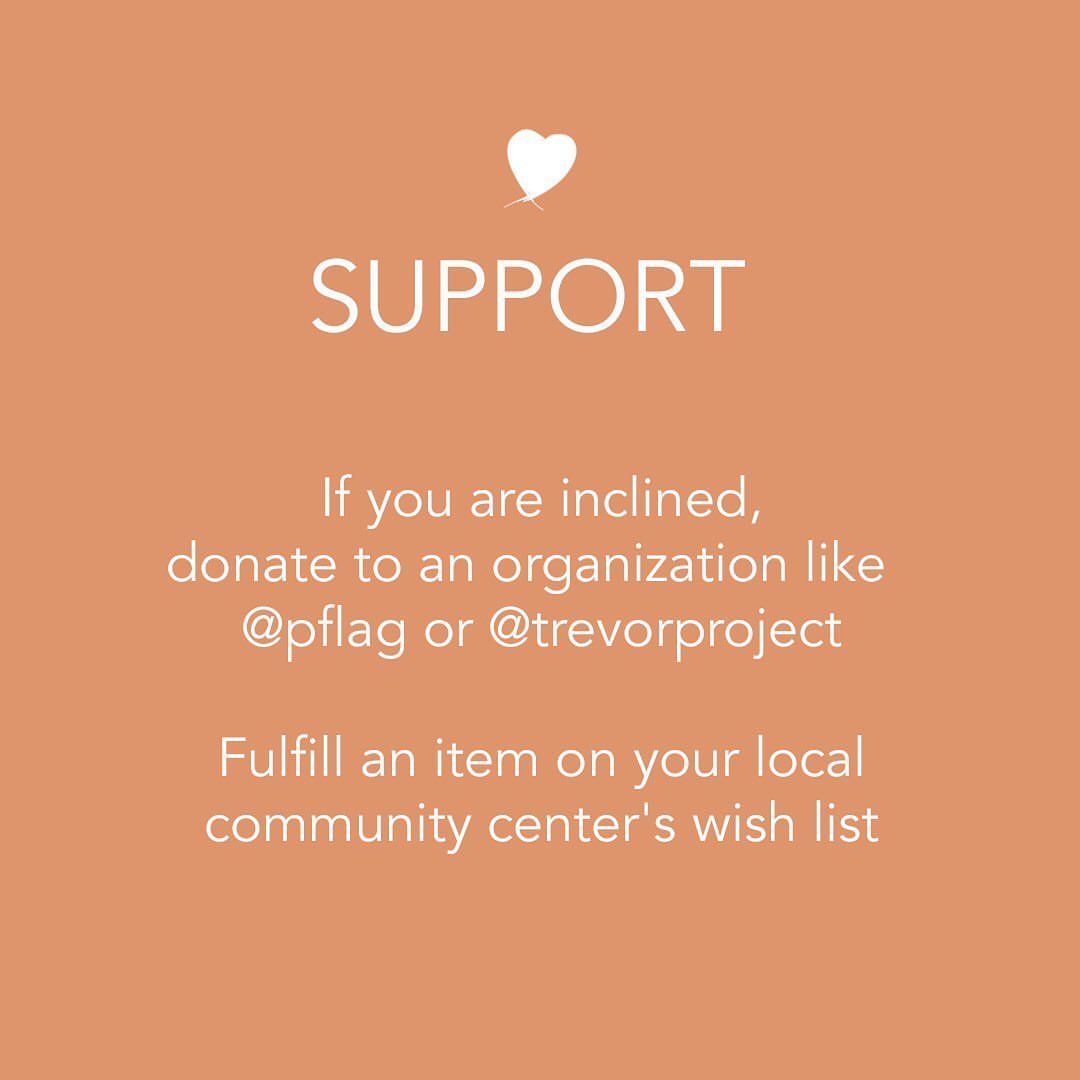 SUPPORT
If you are inclined,
donate to an organization like
@pflag or @trevorproject
Fulfill an item on your local
community center's wish list